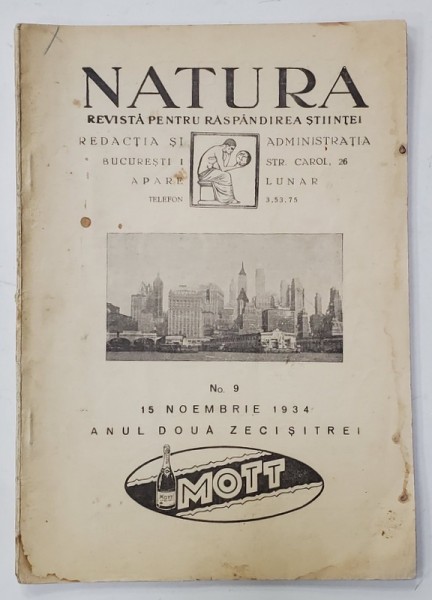 NATURA
REVISTĂ PENTRU RĂSPÂNDIREA ŞTIINŢEI
REDACŢIA ŞI ADMINISTRAŢIA
BUCUREŞTI I STR. CAROL, 26
APARE LUNAR
TELEFON 3.53.75
No. 9
15 NOEMBRIE 1934
ANUL DOUĂ ZECIŞITREI
MOTT